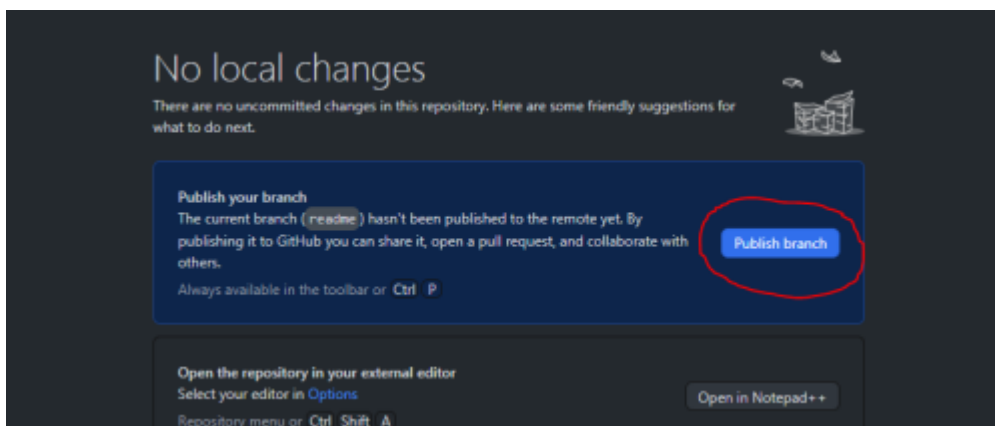 No local changes
There are no uncommitted changes in this repository. Here are some friendly suggestions for
what to do next.
Publish your branch
The current branch ( readme ) hasn't been published to the remote yet. By
publishing it to GitHub you can share it, open a pull request, and collaborate with
others.
Publish branch
Always available in the toolbar or Ctrl P
Open the repository in your external editor
Select your editor in Options
Open in Notepad++
Repository menu or Ctrl Shift A